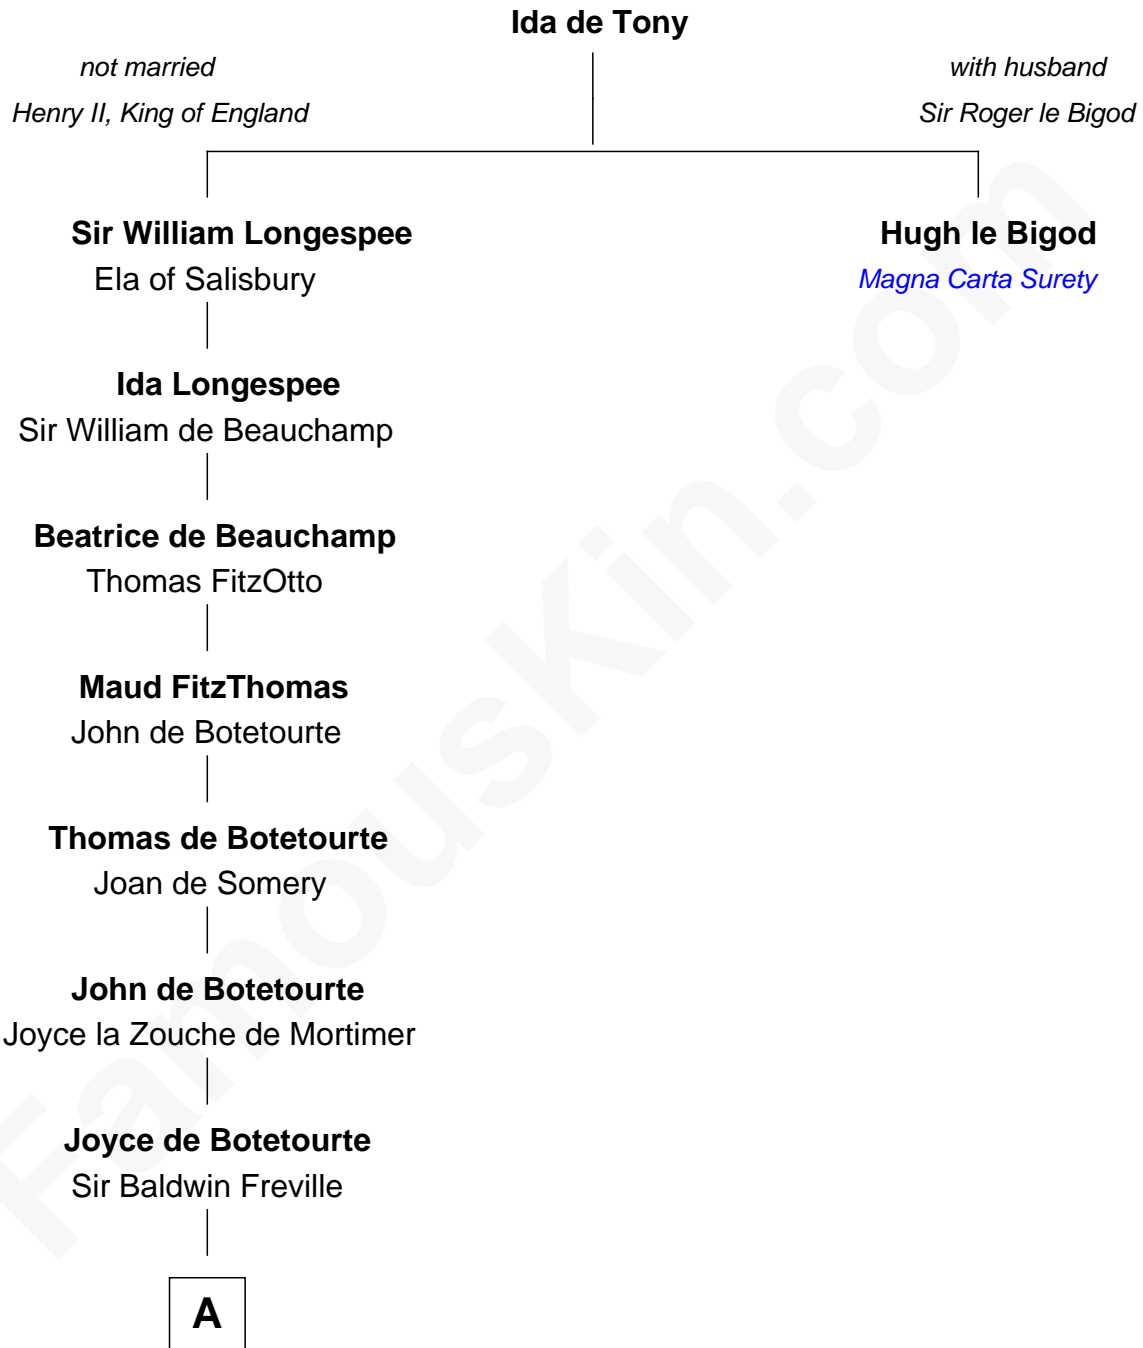 Ida de Tony
not married
with husband
Henry II, King of England
Sir Roger le Bigod
Sir William Longespee
Hugh le Bigod
Ela of Salisbury
Magna Carta Surety
Ida Longespee
Sir William de Beauchamp
Beatrice de Beauchamp
Thomas FitzOtto
Maud FitzThomas
John de Botetourte
Thomas de Botetourte
Joan de Somery
John de Botetourte
Joyce la Zouche de Mortimer
Joyce de Botetourte
Sir Baldwin Freville
A
FamousKin.com